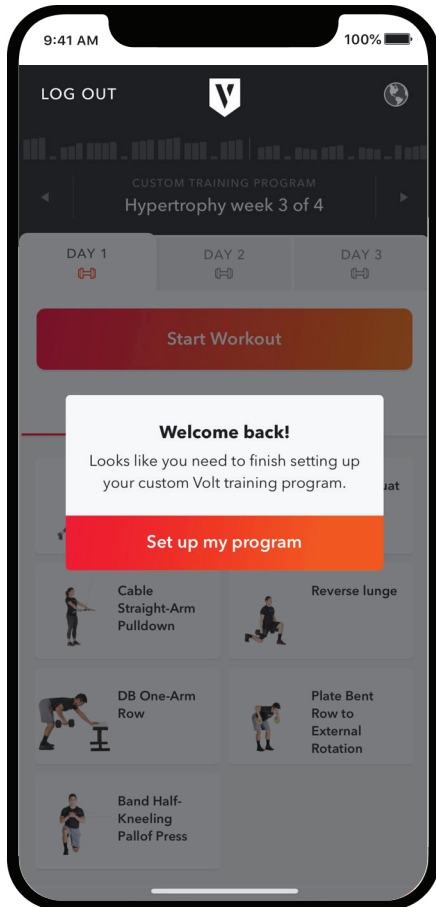 9:41 AM 100%
LOG OUT
CUSTOM TRAINING PROGRAM
Hypertrophy week 3 of 4
DAY 1 DAY 2 DAY 3
Start Workout
Welcome back!
Looks like you need to finish setting up
your custom Volt training program.
Set up my program
Cable
Straight-Arm
Pulldown
Reverse lunge
DB One-Arm
Row
Plate Bent
Row to
External
Rotation
Band Half-
Kneeling
Pallof Press